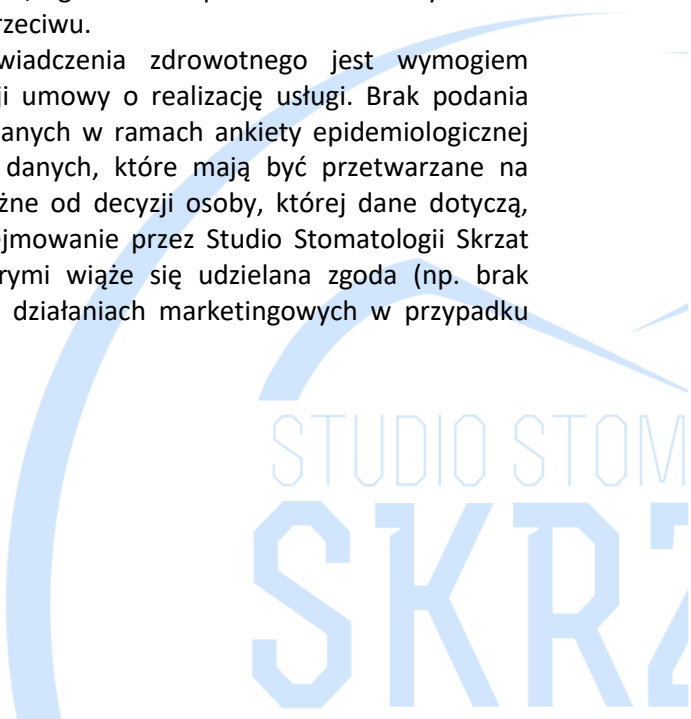 rzeciwu.
wiadczenia zdrowotnego jest wymogiem
ji umowy o realizację usługi. Brak podania
anych w ramach ankiety epidemiologicznej
danych, które mają być przetwarzane na
żne od decyzji osoby, której dane dotyczą,
ejmowanie przez Studio Stomatologii Skrzat
rymi wiąże się udzielana zgoda (np. brak
działaniach marketingowych w przypadku
STUDIO STOM
SKRZ